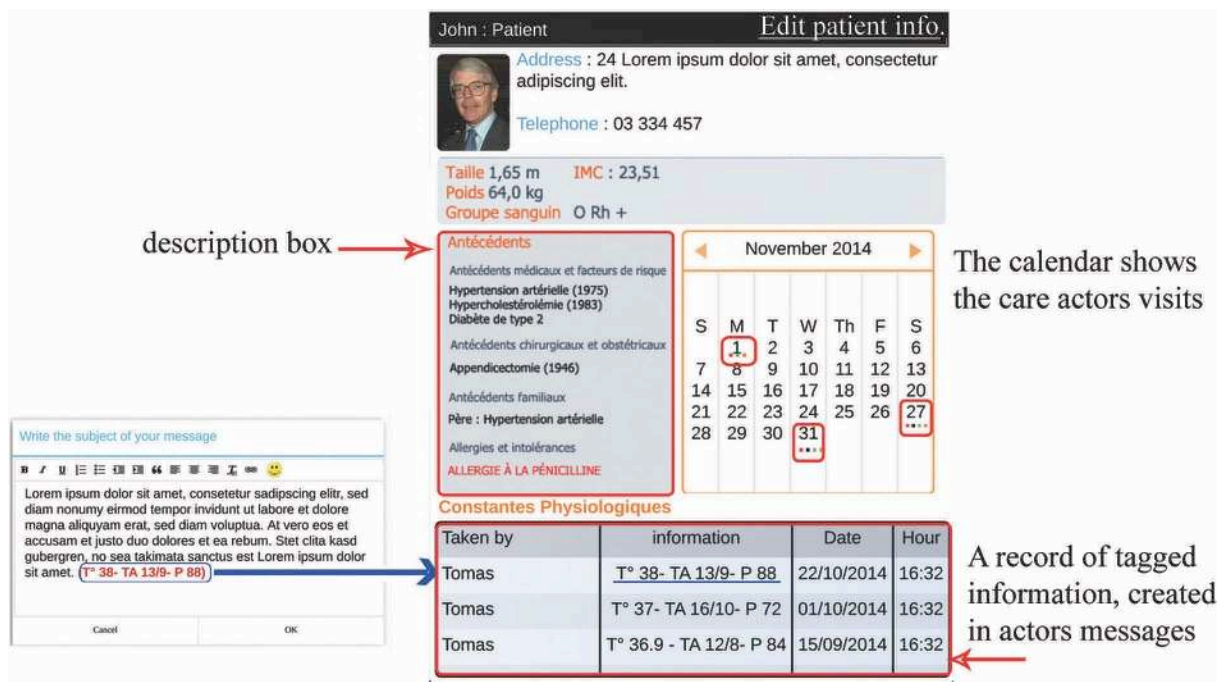 John : Patient
Edit patient info.
Address : 24 Lorem ipsum dolor sit amet, consectetur
adipiscing elit.
Telephone : 03 334 457
Taille 1,65 m IMC : 23,51
Poids 64,0 kg
Groupe sanguin O Rh +
description box
Antécédents
Antécédents médicaux et facteurs de risque
Hypertension artérielle (1975)
Hypercholestérolémie (1983)
Diabète de type 2
Antécédents chirurgicaux et obstétricaux
Appendicectomie (1946)
Antécédents familiaux
Père : Hypertension artérielle
Allergies et intolérances
ALLERGIE À LA PÉNICILLINE
November 2014
S M T W Th F S
1 2 3 4 5 6
7 8 9 10 11 12 13
14 15 16 17 18 19 20
21 22 23 24 25 26 27
28 29 30 31
The calendar shows
the care actors visits
Write the subject of your message
B I U
Lorem ipsum dolor sit amet, consetetur sadipscing elitr, sed
diam nonumy eirmod tempor invidunt ut labore et dolore
magna aliquyam erat, sed diam voluptua. At vero eos et
accusam et justo duo dolores et ea rebum. Stet clita kasd
gubergren, no sea takimata sanctus est Lorem ipsum dolor
sit amet. (T° 38- TA 13/9- P 88)
Cancel OK
Constantes Physiologiques
Taken by information Date Hour
Tomas T° 38- TA 13/9- P 88 22/10/2014 16:32
Tomas T° 37- TA 16/10- P 72 01/10/2014 16:32
Tomas T° 36.9 - TA 12/8- P 84 15/09/2014 16:32
A record of tagged
information, created
in actors messages